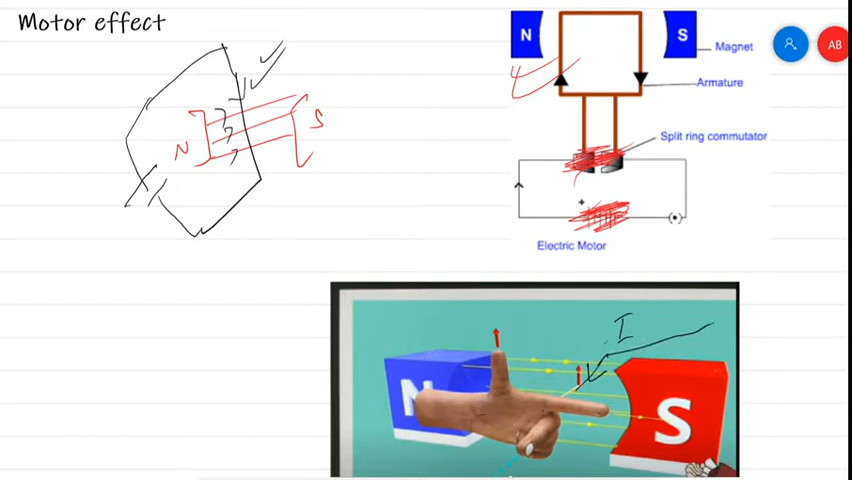 Motor effect
N
S
N
S
Magnet
Armature
Split ring commutator
Electric Motor
AB
I
N
S